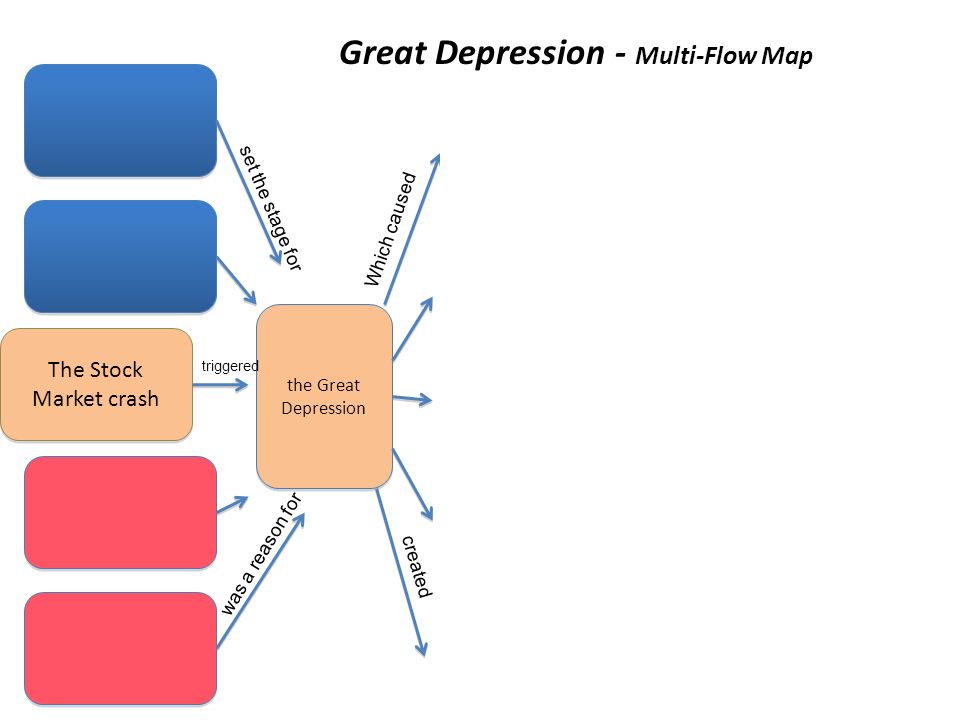 Great Depression - Multi-Flow Map
set the stage for
Which caused
The Stock
Market crash
triggered
the Great
Depression
was a reason for
created